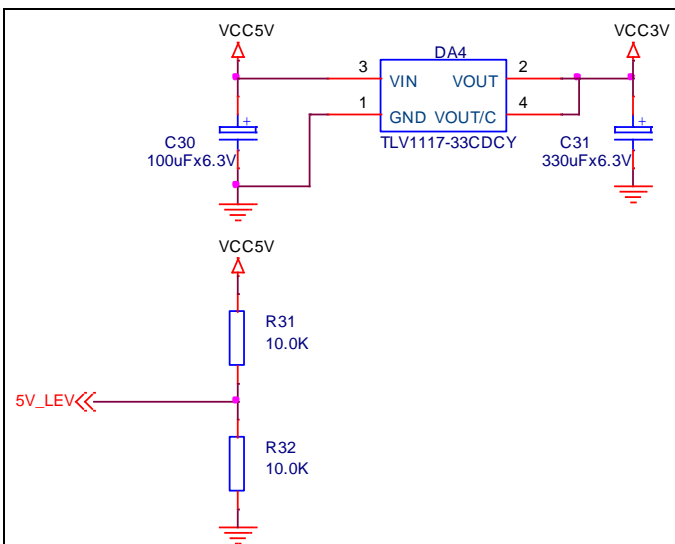 VCC5V
VCC3V
DA4
3
VIN
VOUT
2
1
GND
VOUT/C
4
TLV1117-33CDCY
+
C30
100uFx6.3V
+
C31
330uFx6.3V
VCC5V
R31
10.0K
5V_LEV
R32
10.0K